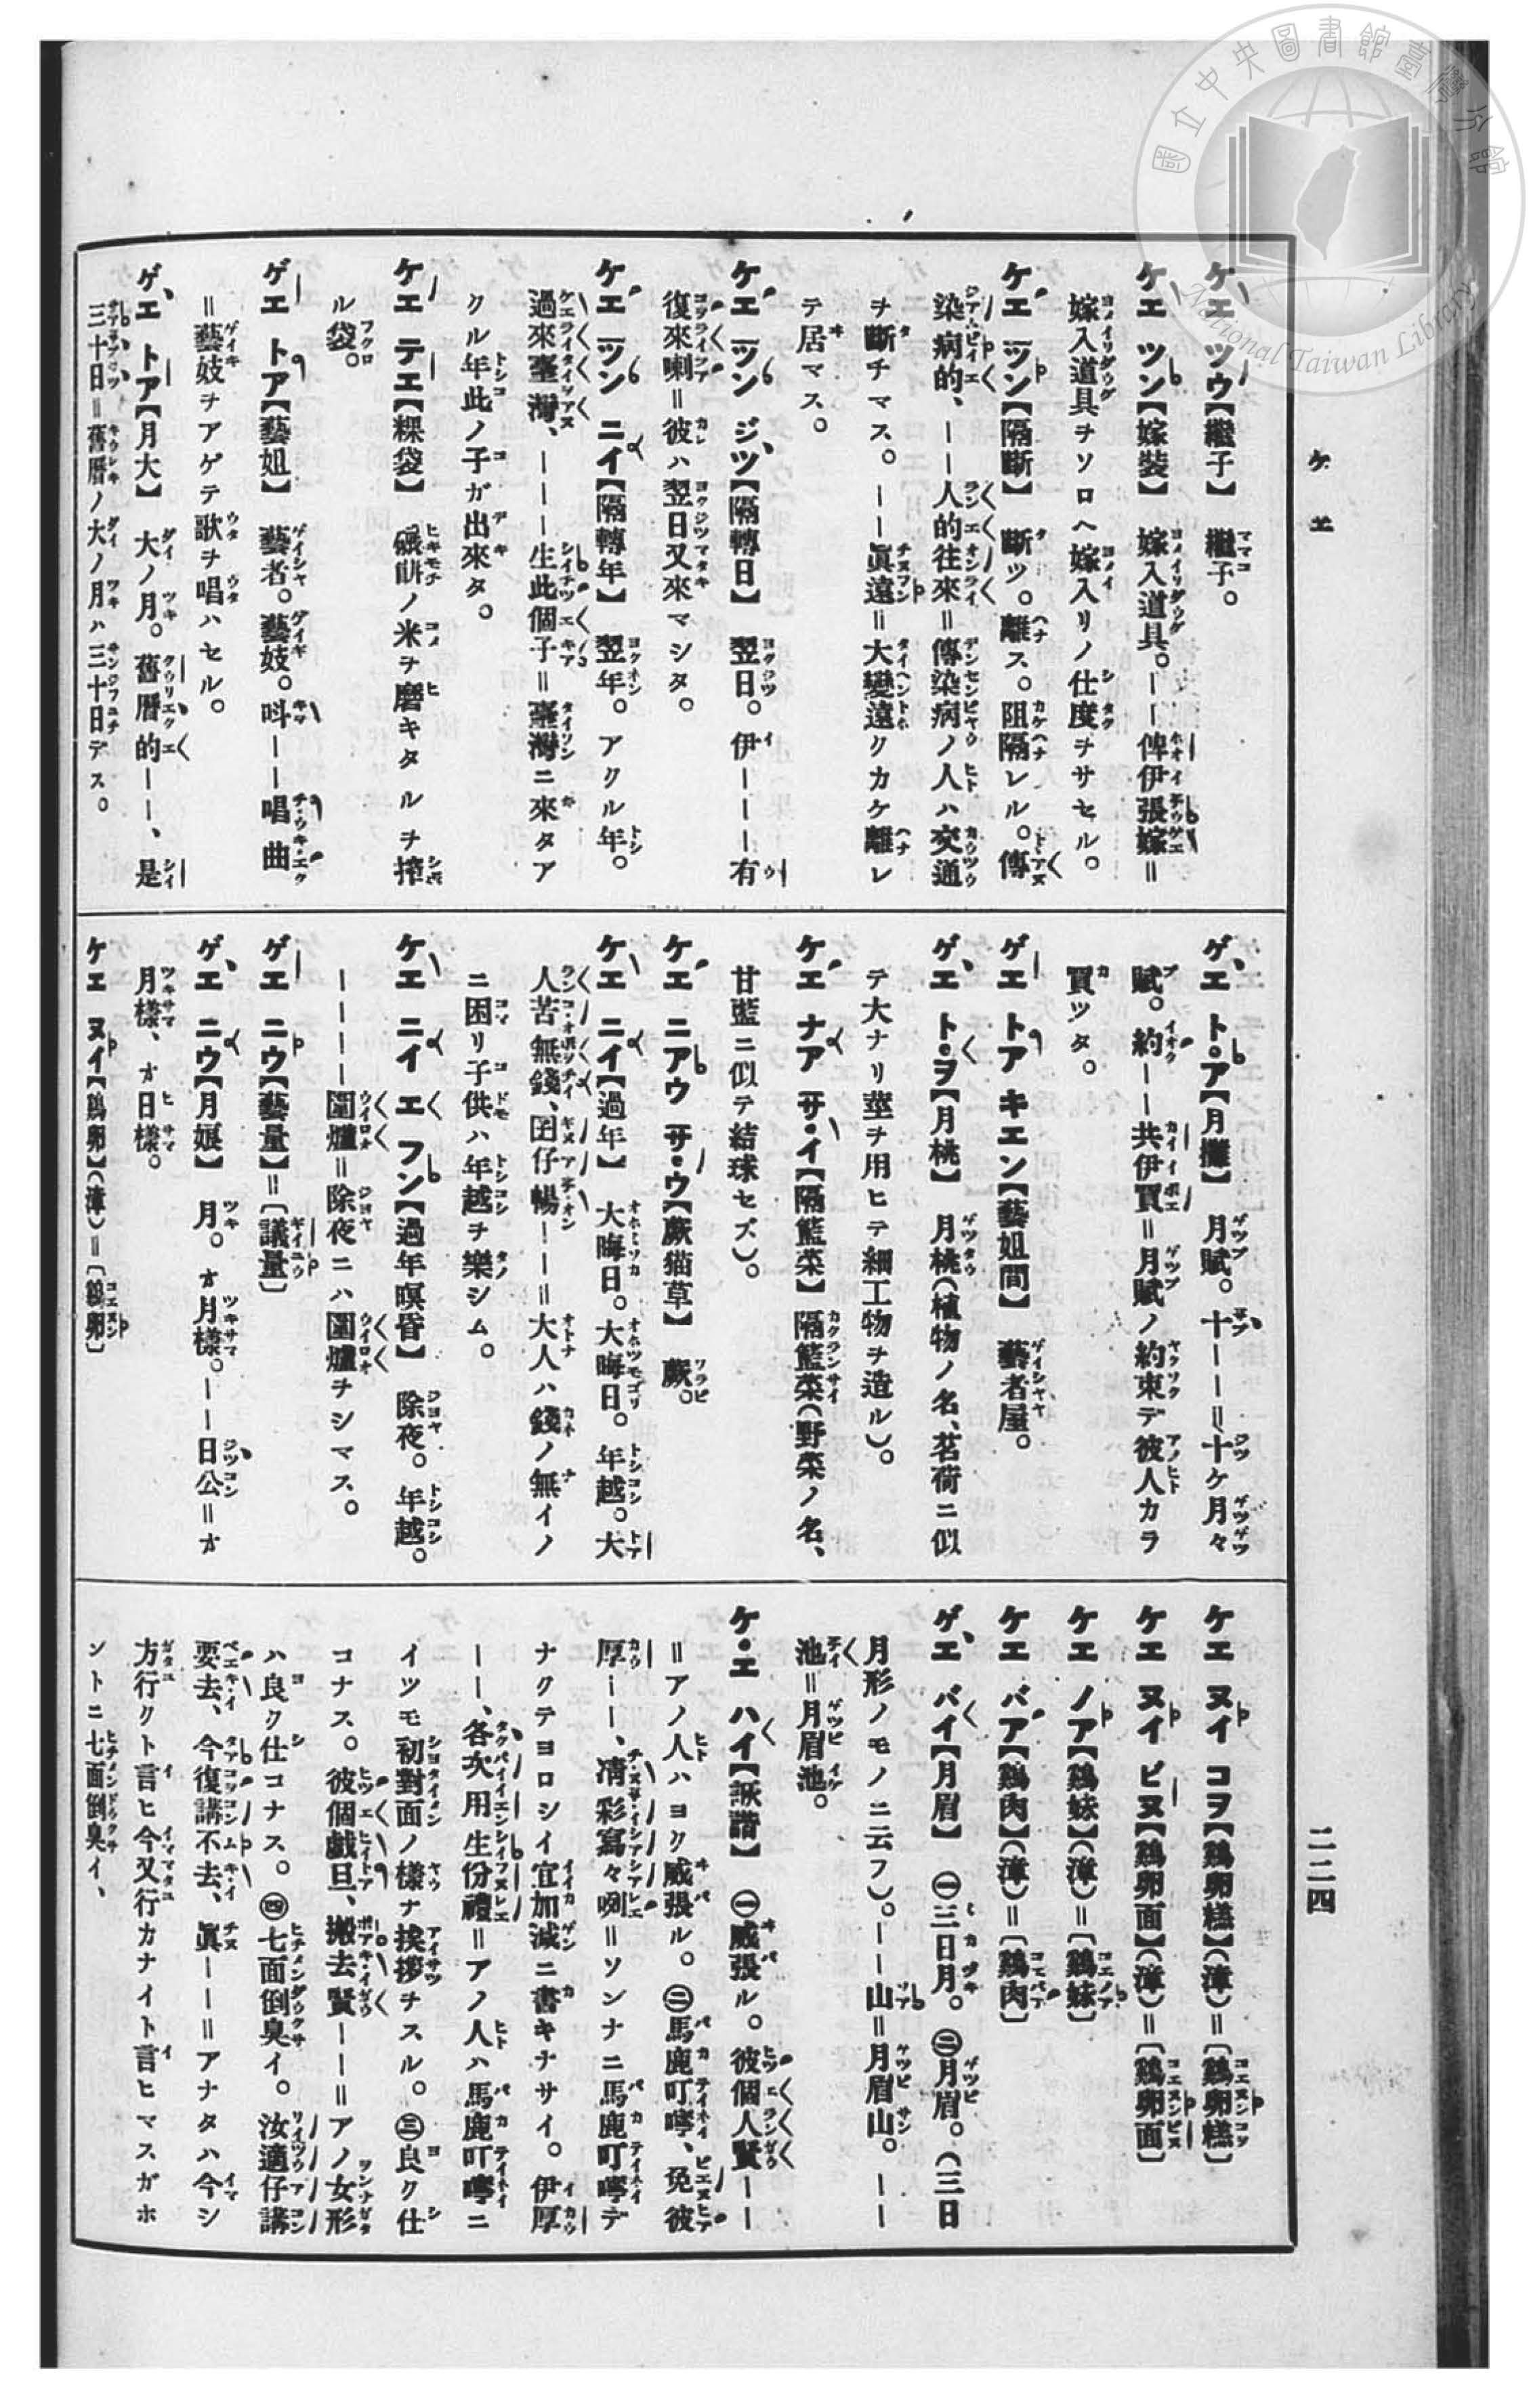 國立中央圖書館臺灣分館
National Taiwan Library
ケエ
二二四
ケエ ツウ【繼子】 繼子。
ケエ ツン【嫁裝】 嫁入道具。——俾伊張嫁＝
嫁入道具ヲソロヘ嫁入リノ仕度ヲサセル。
ケエ ツン【隔斷】 斷ツ。離ス。阻隔レル。傳
染病的、——人的往來＝傳染病ノ人ハ交通
ヲ斷チマス。——眞遠＝大變遠クカケ離レ
テ居マス。
ケエ ツン ジツ【隔轉日】 翌日。伊———有
復來喇＝彼ハ翌日又來マシタ。
ケエ ツン ニイ【隔轉年】 翌年。アクル年。
過來臺灣、———生此個子＝臺灣ニ來タア
クル年此ノ子ガ出來タ。
ケエ テエ【粿袋】 碾餅ノ米ヲ磨キタルヲ搾
ル袋。
ゲエ トア【藝姐】 藝者。藝妓。呌——唱曲
＝藝妓ヲアゲテ歌ヲ唱ハセル。
ゲエ トア【月大】 大ノ月。舊曆的——、是
三十日＝舊曆ノ大ノ月ハ三十日デス。
ゲエ ト・ア【月攤】 月賦。十———＝十ケ月々
賦。約——共伊買＝月賦ノ約束デ彼人カラ
買ツタ。
ゲエ トア キエン【藝姐間】 藝者屋。
ゲエ ト・ヲ【月桃】 月桃（植物ノ名、茗荷ニ似
テ大ナリ莖ヲ用ヒテ細工物ヲ造ル）。
ケエ ナア サ・イ【隔籃菜】 隔籃菜（野菜ノ名、
甘藍ニ似テ結球セズ）。
ケエ ニアウ サ・ウ【蕨猫草】 蕨。
ケエ ニイ【過年】 大晦日。大晦日。年越。大
人苦無錢、囝仔暢——＝大人ハ錢ノ無イノ
ニ困リ子供ハ年越ヲ樂シム。
ケエ ニイ エ フン【過年暝昏】 除夜。年越。
————圍爐＝除夜ニハ圍爐ヲシマス。
ゲエ ニウ【藝量】＝〔議量〕
ゲエ ニウ【月娘】 月。オ月樣。——日公＝オ
月樣、オ日樣。
ケエ ヌイ【鷄卵】（漳）＝〔鷄卵〕
ケエ ヌイ コヲ【鷄卵糕】（漳）＝〔鷄卵糕〕
ケエ ヌイ ビヌ【鷄卵面】（漳）＝〔鷄卵面〕
ケエ ノア【鷄妹】（漳）＝〔鷄妹〕
ケエ バア【鷄肉】（漳）＝〔鷄肉〕
ゲエ バイ【月眉】 ㊀三日月。㊁月眉。（三日
月形ノモノニ云フ）。——山＝月眉山。——
池＝月眉池。
ケ・エ ハイ【詼諧】 ㊀威張ル。彼個人賢——
＝アノ人ハヨク威張ル。㊁馬鹿叮嚀、免彼
厚——、凊彩寫々咧＝ソンナニ馬鹿叮嚀デ
ナクテヨロシイ宜加減ニ書キナサイ。伊厚
——、各次用生份禮＝アノ人ハ馬鹿叮嚀ニ
イツモ初對面ノ樣ナ挨拶ヲスル。㊂良ク仕
コナス。彼個戲旦、搬去賢——＝アノ女形
ハ良ク仕コナス。㊃七面倒臭イ。汝適仔講
要去、今復講不去、眞——＝アナタハ今シ
方行クト言ヒ今又行カナイト言ヒマスガホ
ントニ七面倒臭イ、